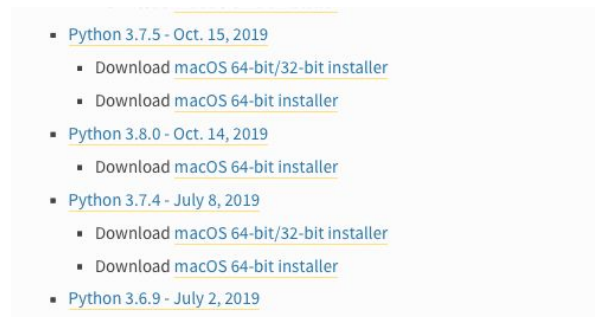 Python 3.7.5 - Oct. 15, 2019
Download macOS 64-bit/32-bit installer
Download macOS 64-bit installer
Python 3.8.0 - Oct. 14, 2019
Download macOS 64-bit installer
Python 3.7.4 - July 8, 2019
Download macOS 64-bit/32-bit installer
Download macOS 64-bit installer
Python 3.6.9 - July 2, 2019